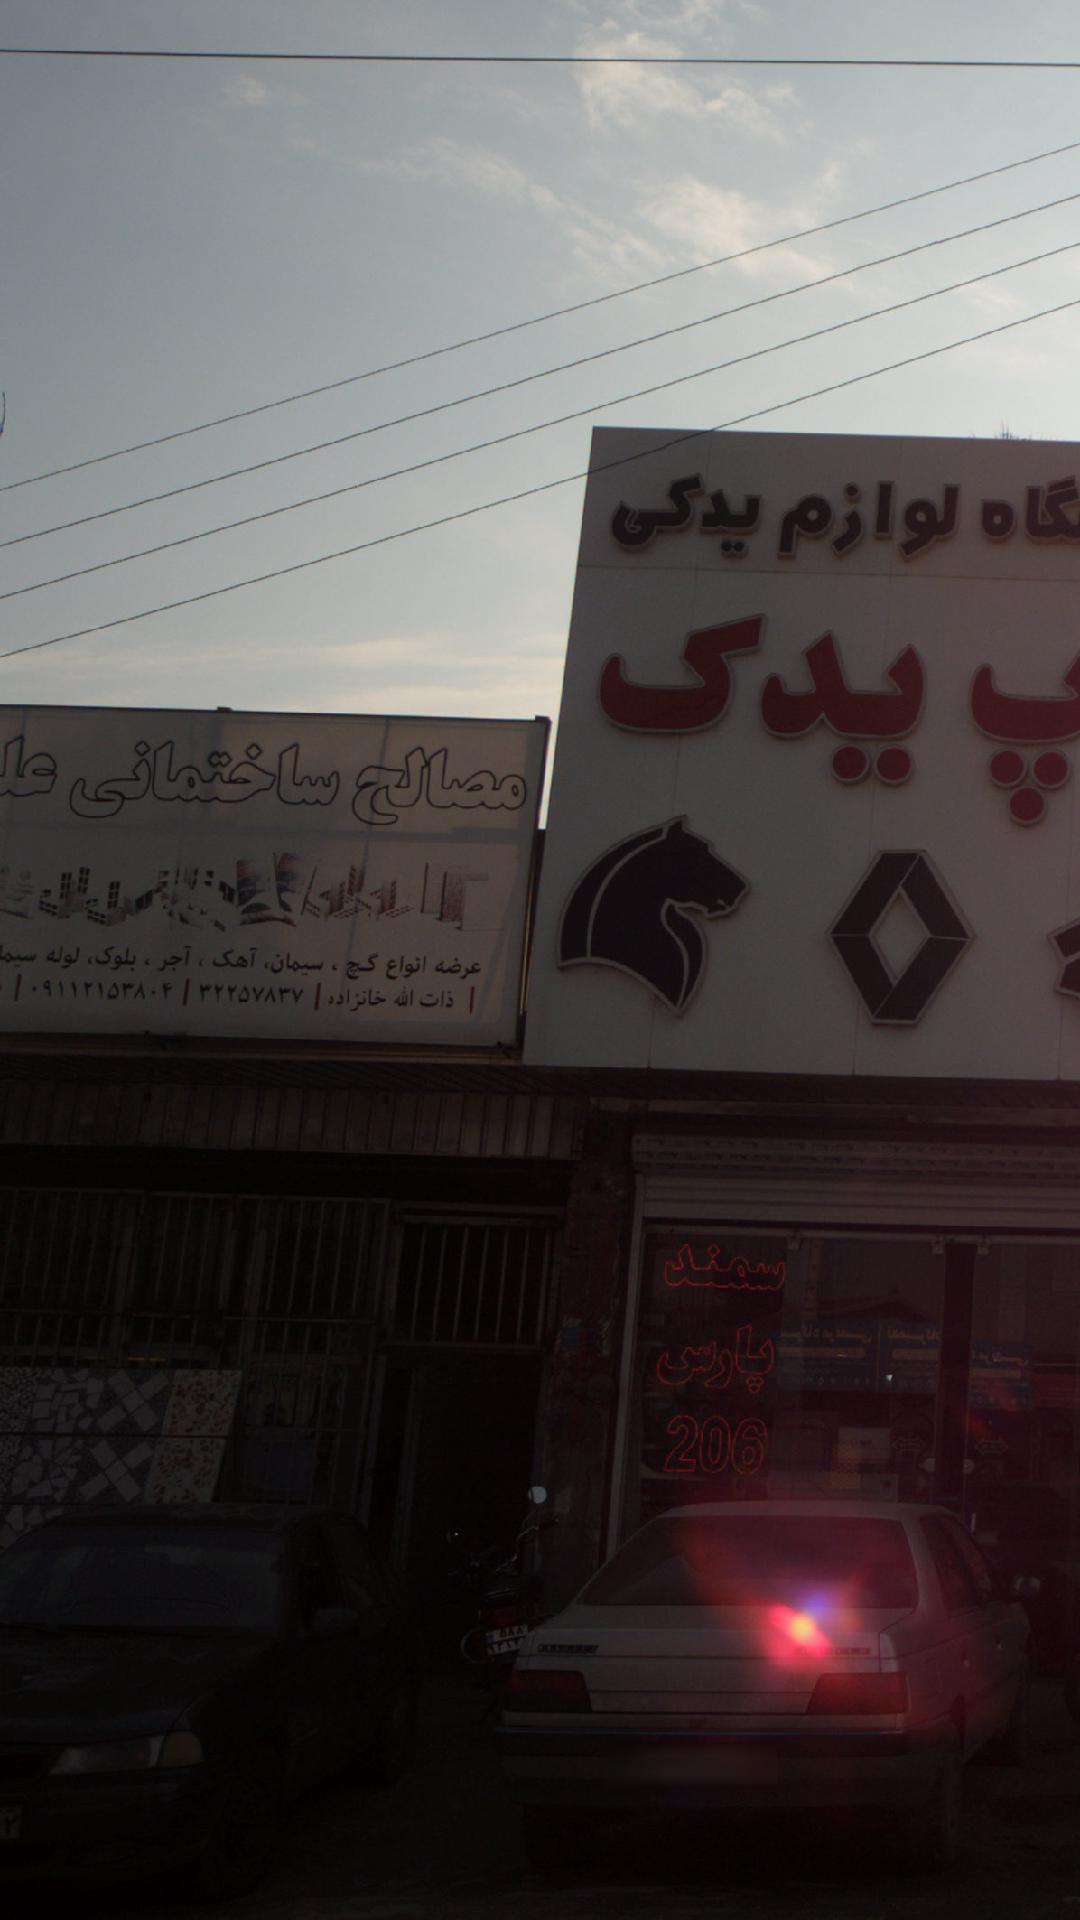 گاه لوازم یدکی
پ یدک
مصالح ساختمانی عل
عرضه انواع گچ ، سیمان، آهک ، آجر ، بلوک، لوله سیما
| ذات الله خانزاده | ۳۲۲۵۷۸۳۷ | ۰۹۱۱۲۱۵۳۸۰۴ |
سمند
پارس
206